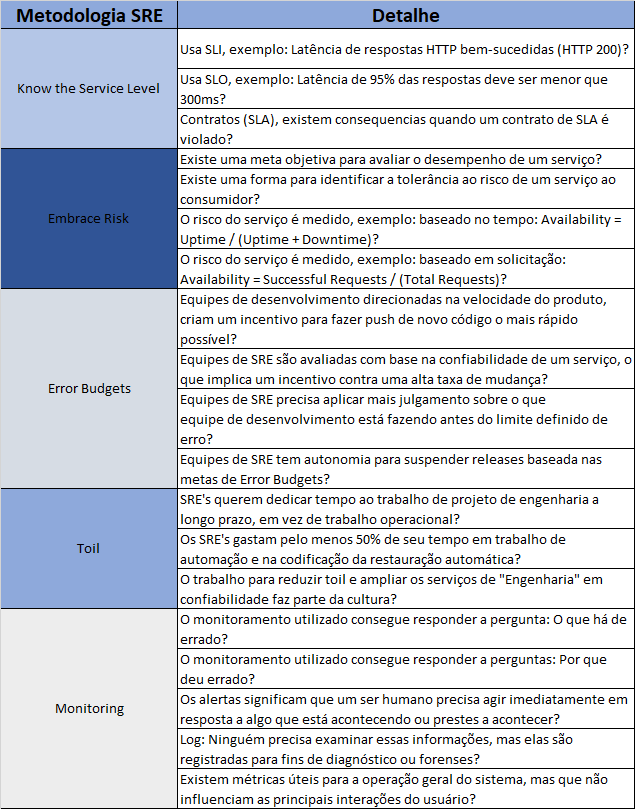 Metodologia SRE
Detalhe
Know the Service Level
Usa SLI, exemplo: Latência de respostas HTTP bem-sucedidas (HTTP 200)?
Usa SLO, exemplo: Latência de 95% das respostas deve ser menor que
300ms?
Contratos (SLA), existem consequencias quando um contrato de SLA é
violado?
Embrace Risk
Existe uma meta objetiva para avaliar o desempenho de um serviço?
Existe uma forma para identificar a tolerância ao risco de um serviço ao
consumidor?
O risco do serviço é medido, exemplo: baseado no tempo: Availability =
Uptime / (Uptime + Downtime)?
O risco do serviço é medido, exemplo: baseado em solicitação:
Availability = Successful Requests / (Total Requests)?
Error Budgets
Equipes de desenvolvimento direcionadas na velocidade do produto,
criam um incentivo para fazer push de novo código o mais rápido
possível?
Equipes de SRE são avaliadas com base na confiabilidade de um serviço, o
que implica um incentivo contra uma alta taxa de mudança?
Equipes de SRE precisa aplicar mais julgamento sobre o que
equipe de desenvolvimento está fazendo antes do limite definido de
erro?
Equipes de SRE tem autonomia para suspender releases baseada nas
metas de Error Budgets?
Toil
SRE's querem dedicar tempo ao trabalho de projeto de engenharia a
longo prazo, em vez de trabalho operacional?
Os SRE's gastam pelo menos 50% de seu tempo em trabalho de
automação e na codificação da restauração automática?
O trabalho para reduzir toil e ampliar os serviços de "Engenharia" em
confiabilidade faz parte da cultura?
Monitoring
O monitoramento utilizado consegue responder a pergunta: O que há de
errado?
O monitoramento utilizado consegue responder a perguntas: Por que
deu errado?
Os alertas significam que um ser humano precisa agir imediatamente em
resposta a algo que está acontecendo ou prestes a acontecer?
Log: Ninguém precisa examinar essas informações, mas elas são
registradas para fins de diagnóstico ou forenses?
Existem métricas úteis para a operação geral do sistema, mas que não
influenciam as principais interações do usuário?